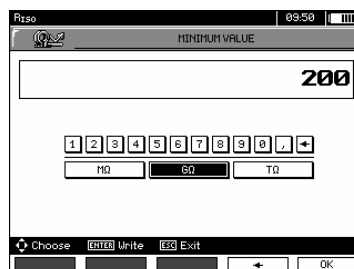 RISO 09:50
MINIMUM VALUE
200
1 2 3 4 5 6 7 8 9 0 , ←
MΩ GΩ TΩ
Choose ENTER Write ESC Exit
← OK